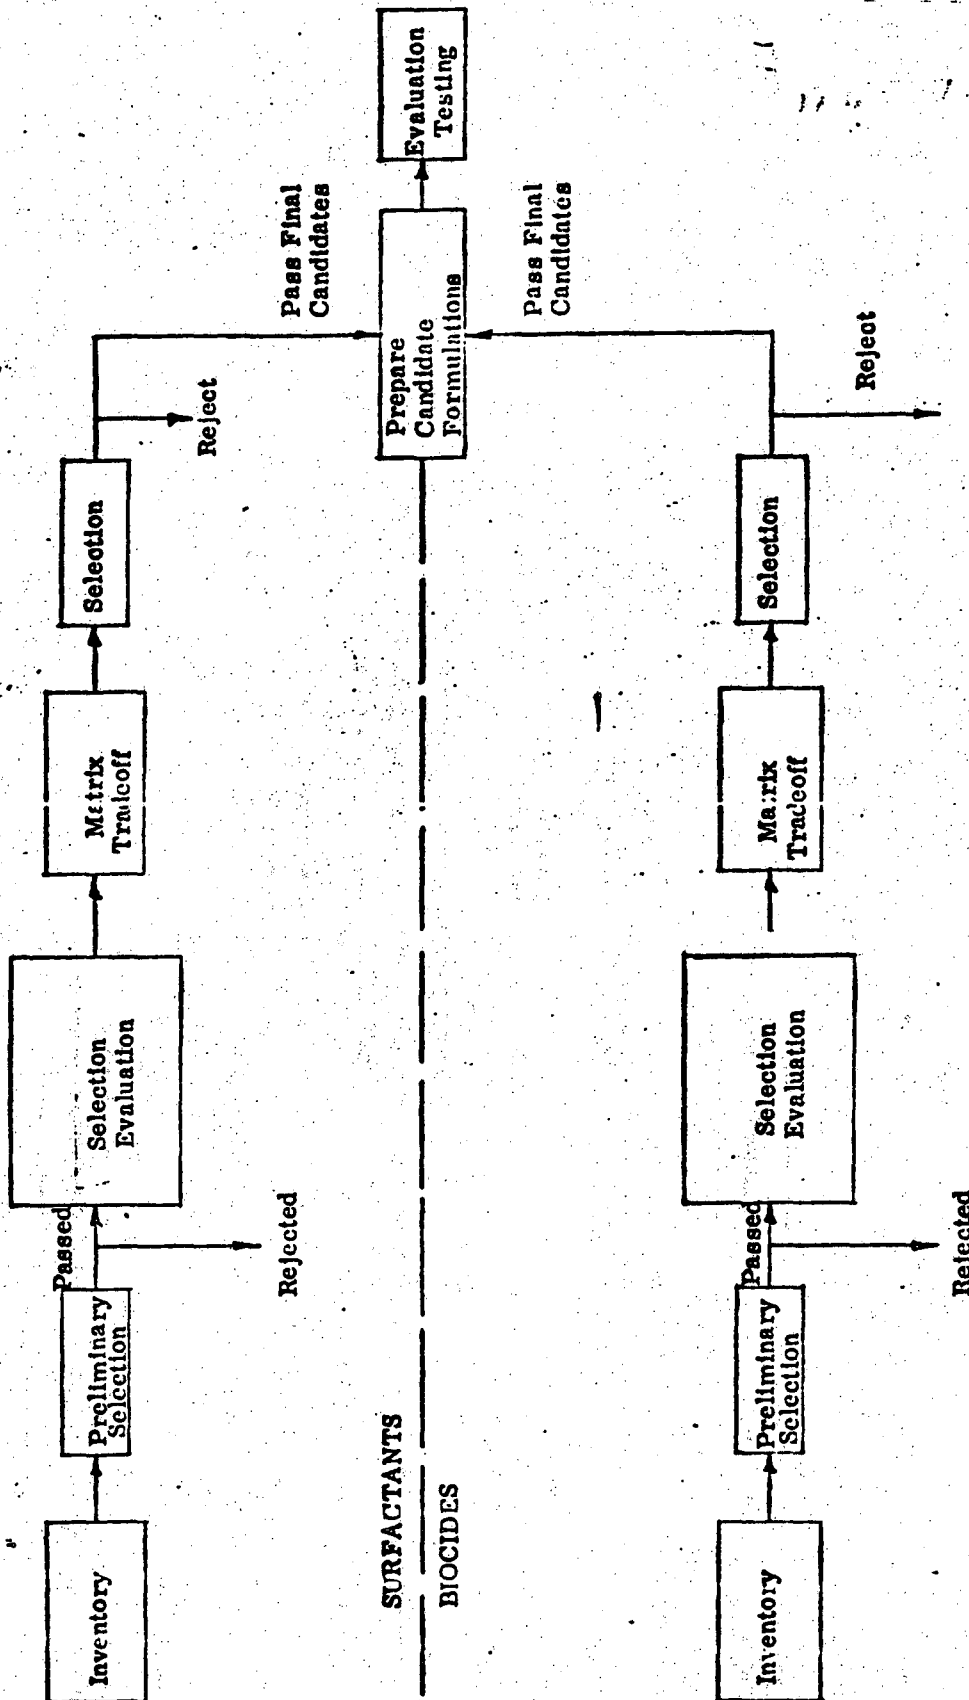 Inventory
Preliminary
Selection
Passed
Rejected
Selection
Evaluation
Matrix
Tradeoff
Selection
Reject
Pass Final
Candidates
SURFACTANTS
BIOCIDES
Prepare
Candidate
Formulations
Evaluation
Testing
Inventory
Preliminary
Selection
Passed
Rejected
Selection
Evaluation
Matrix
Tradeoff
Selection
Reject
Pass Final
Candidates